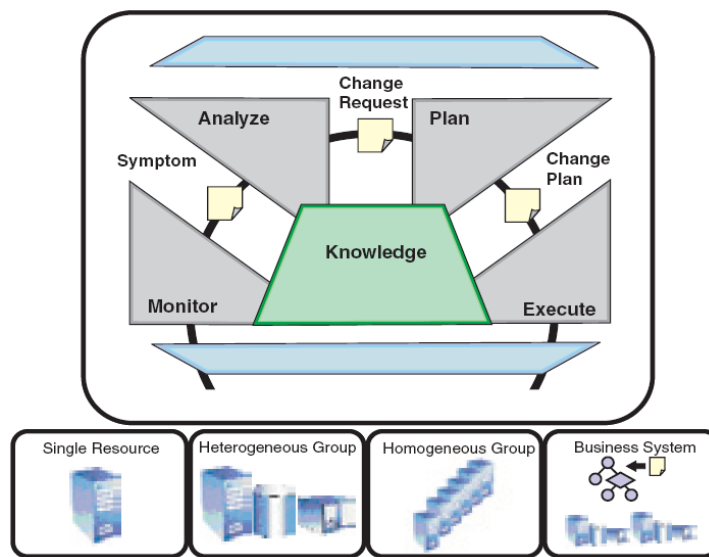 Change
Request
Analyze
Plan
Symptom
Change
Plan
Knowledge
Monitor
Execute
Single Resource
Heterogeneous Group
Homogeneous Group
Business System